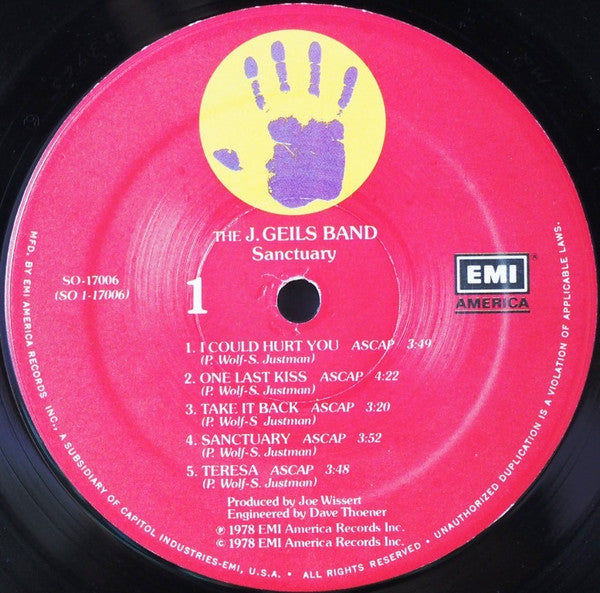 THE J. GEILS BAND
Sanctuary
SO-17006
(SO 1-17006)
1
EMI
®
AMERICA
1. I COULD HURT YOU ASCAP 3:49
(P. Wolf-S. Justman)
2. ONE LAST KISS ASCAP 4:22
(P. Wolf-S. Justman)
3. TAKE IT BACK ASCAP 3:20
(P. Wolf-S Justman)
4. SANCTUARY ASCAP 3:52
(P. Wolf-S. Justman)
5. TERESA ASCAP 3:48
(P. Wolf-S. Justman)
Produced by Joe Wissert
Engineered by Dave Thoener
℗ 1978 EMI America Records Inc.
© 1978 EMI America Records Inc.
MFD. BY EMI AMERICA RECORDS INC., A SUBSIDIARY OF CAPITOL INDUSTRIES-EMI, U.S.A. • ALL RIGHTS RESERVED • UNAUTHORIZED DUPLICATION IS A VIOLATION OF APPLICABLE LAWS.